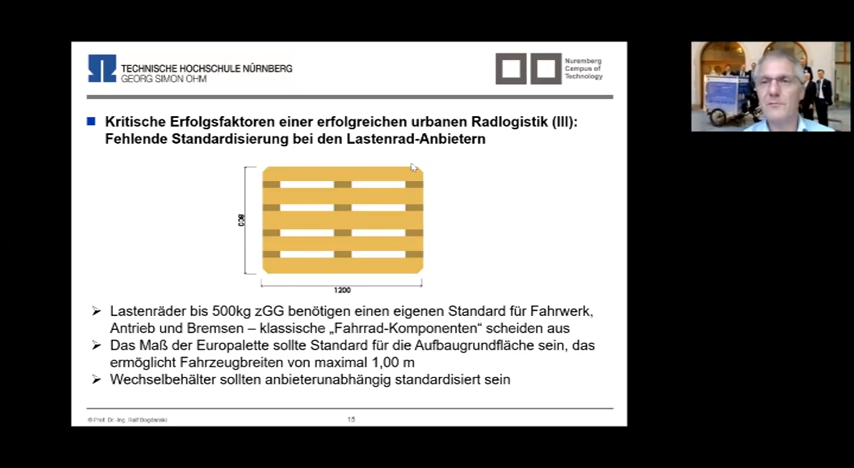 TECHNISCHE HOCHSCHULE NÜRNBERG
GEORG SIMON OHM
Nuremberg
Campus of
Technology
Kritische Erfolgsfaktoren einer erfolgreichen urbanen Radlogistik (III):
Fehlende Standardisierung bei den Lastenrad-Anbietern
800
1200
Lastenräder bis 500kg zGG benötigen einen eigenen Standard für Fahrwerk,
Antrieb und Bremsen – klassische „Fahrrad-Komponenten“ scheiden aus
Das Maß der Europalette sollte Standard für die Aufbaugrundfläche sein, das
ermöglicht Fahrzeugbreiten von maximal 1,00 m
Wechselbehälter sollten anbieterunabhängig standardisiert sein
© Prof. Dr.-Ing. Ralf Bogdanski
15